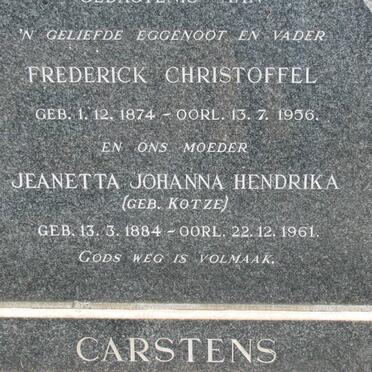 'N GELIEFDE EGGENOOT EN VADER
FREDERICK CHRISTOFFEL
GEB. 1. 12. 1874 - OORL. 13. 7. 1956.
EN ONS MOEDER
JEANETTA JOHANNA HENDRIKA
(GEB. KOTZE)
GEB. 13. 3. 1884 - OORL. 22. 12. 1961.
GODS WEG IS VOLMAAK.
CARSTENS